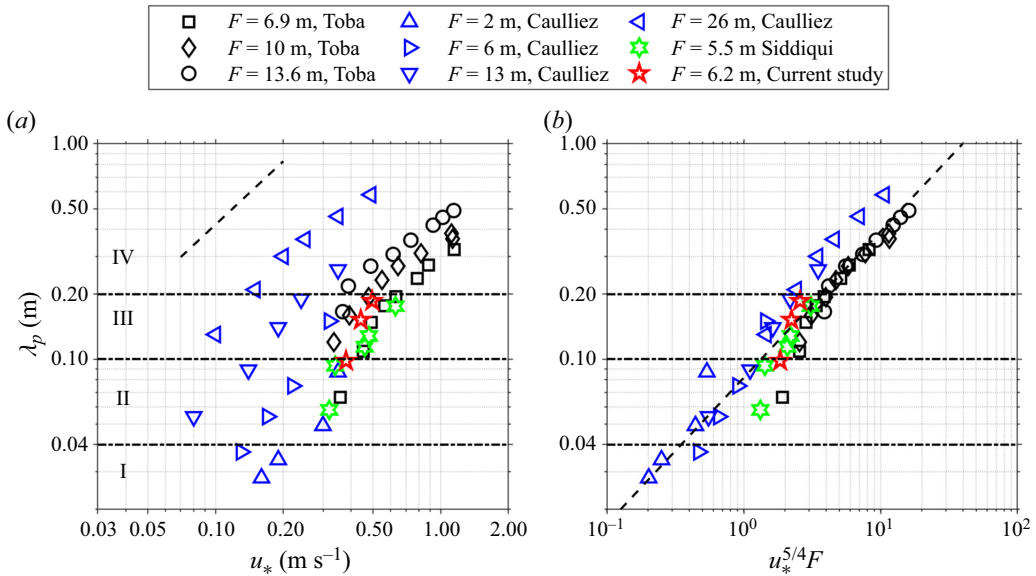 F = 6.9 m, Toba F = 2 m, Caulliez F = 26 m, Caulliez
F = 10 m, Toba F = 6 m, Caulliez F = 5.5 m Siddiqui
F = 13.6 m, Toba F = 13 m, Caulliez F = 6.2 m, Current study
(a) (b)
1.00 1.00
0.50 0.50
IV
0.20 0.20
III
λp (m)
0.10 0.10
II
0.04 0.04
I
0.03 0.05 0.10 0.20 0.50 1.00 2.00 10⁻¹ 10⁰ 10¹ 10²
u* (m s⁻¹) u*^5/4 F